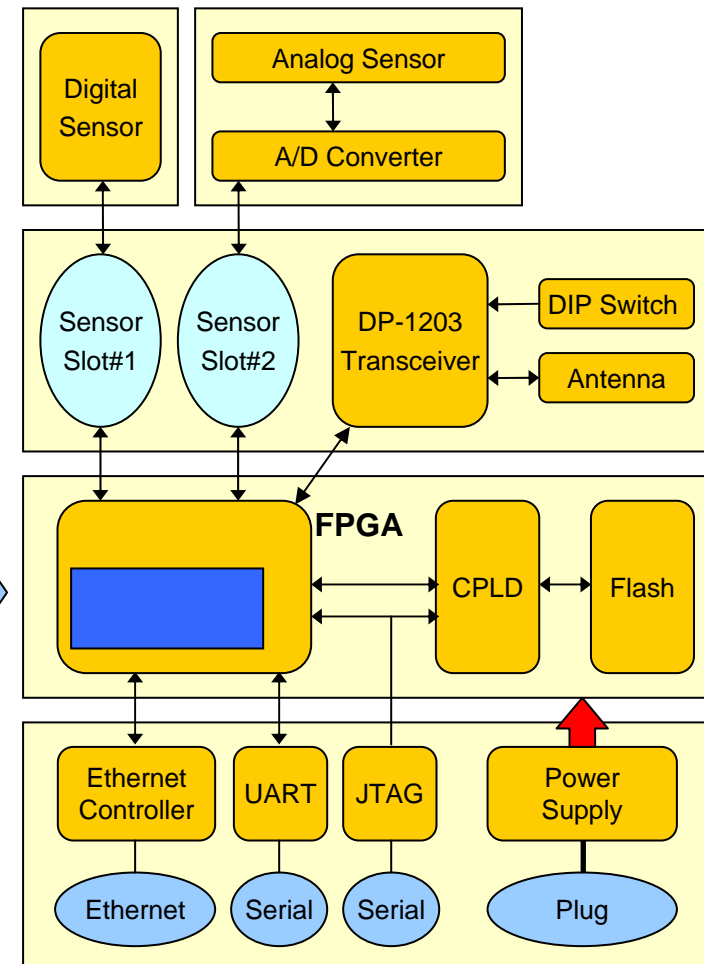 Digital
Sensor
Analog Sensor
A/D Converter
Sensor
Slot#1
Sensor
Slot#2
DP-1203
Transceiver
DIP Switch
Antenna
FPGA
CPLD
Flash
Ethernet
Controller
UART
JTAG
Power
Supply
Ethernet
Serial
Serial
Plug